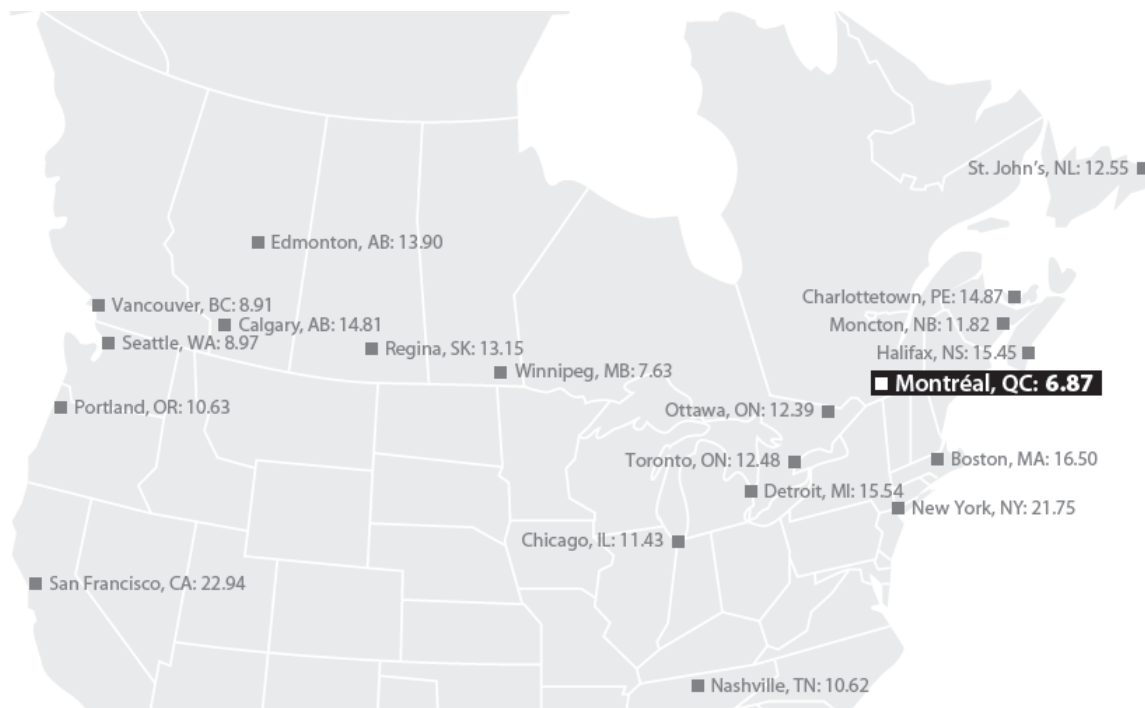 St. John's, NL: 12.55
Edmonton, AB: 13.90
Charlottetown, PE: 14.87
Vancouver, BC: 8.91
Calgary, AB: 14.81
Moncton, NB: 11.82
Seattle, WA: 8.97
Regina, SK: 13.15
Halifax, NS: 15.45
Winnipeg, MB: 7.63
Montréal, QC: 6.87
Portland, OR: 10.63
Ottawa, ON: 12.39
Toronto, ON: 12.48
Boston, MA: 16.50
Detroit, MI: 15.54
New York, NY: 21.75
Chicago, IL: 11.43
San Francisco, CA: 22.94
Nashville, TN: 10.62